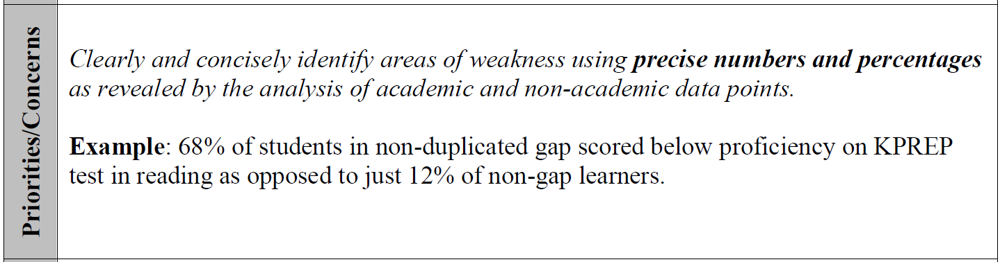 Priorities/Concerns
Clearly and concisely identify areas of weakness using precise numbers and percentages
as revealed by the analysis of academic and non-academic data points.
Example: 68% of students in non-duplicated gap scored below proficiency on KPREP
test in reading as opposed to just 12% of non-gap learners.